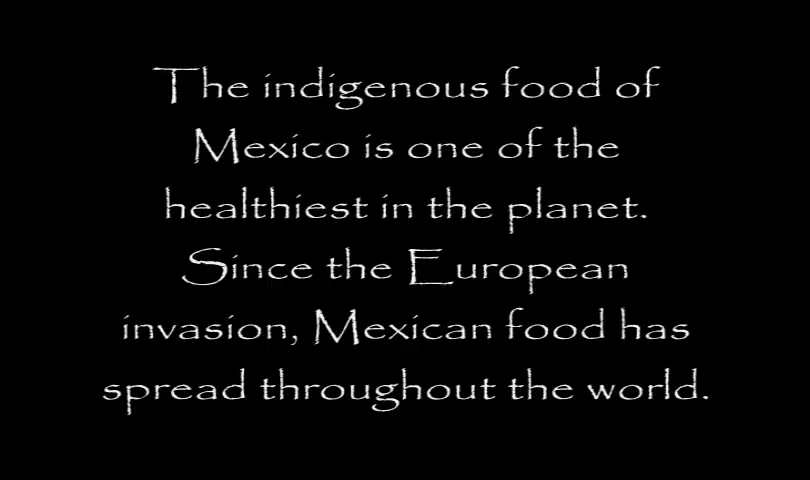 The indigenous food of
Mexico is one of the
healthiest in the planet.
Since the European
invasion, Mexican food has
spread throughout the world.